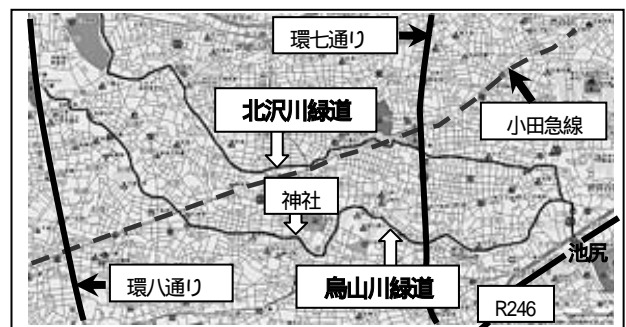 環七通り
北沢川緑道
小田急線
神社
池尻
環八通り
烏山川緑道
R246